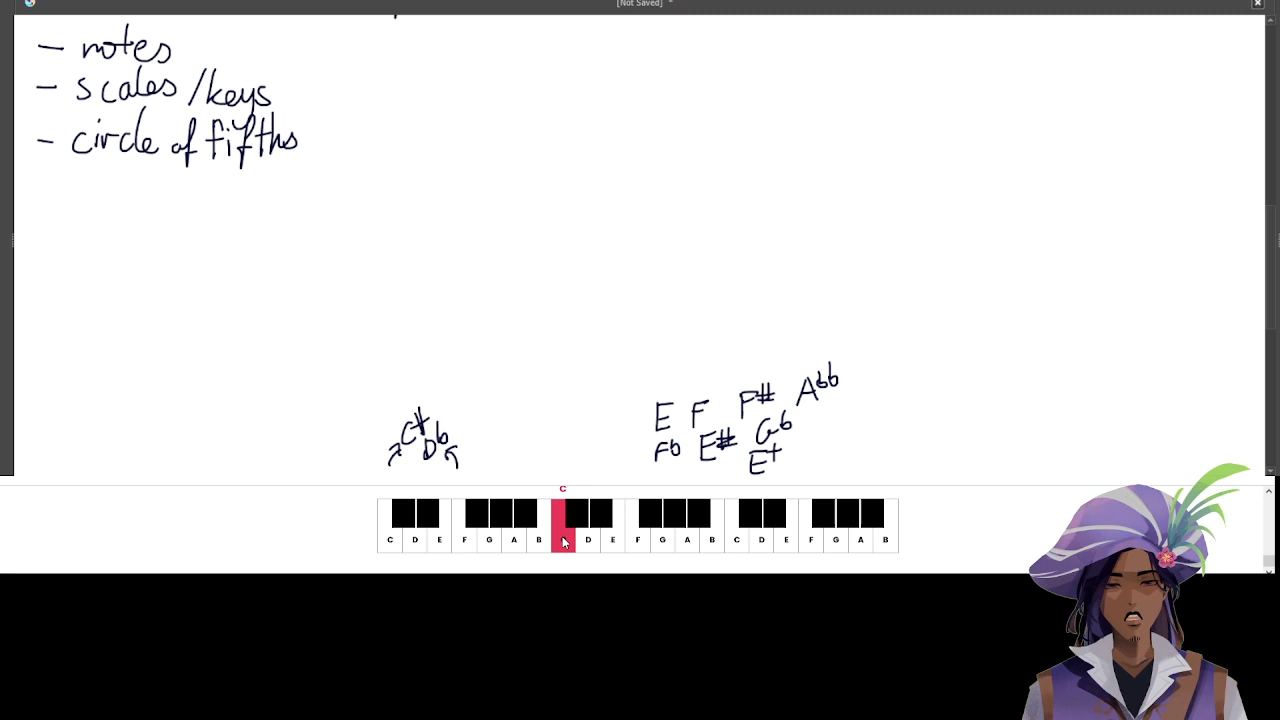 [Not Saved] *
- notes
- scales/keys
- circle of fifths
C#
Db
E F F# Abb
Fb E# Gb
E+
C
C D E F G A B D E F G A B C D E F G A B